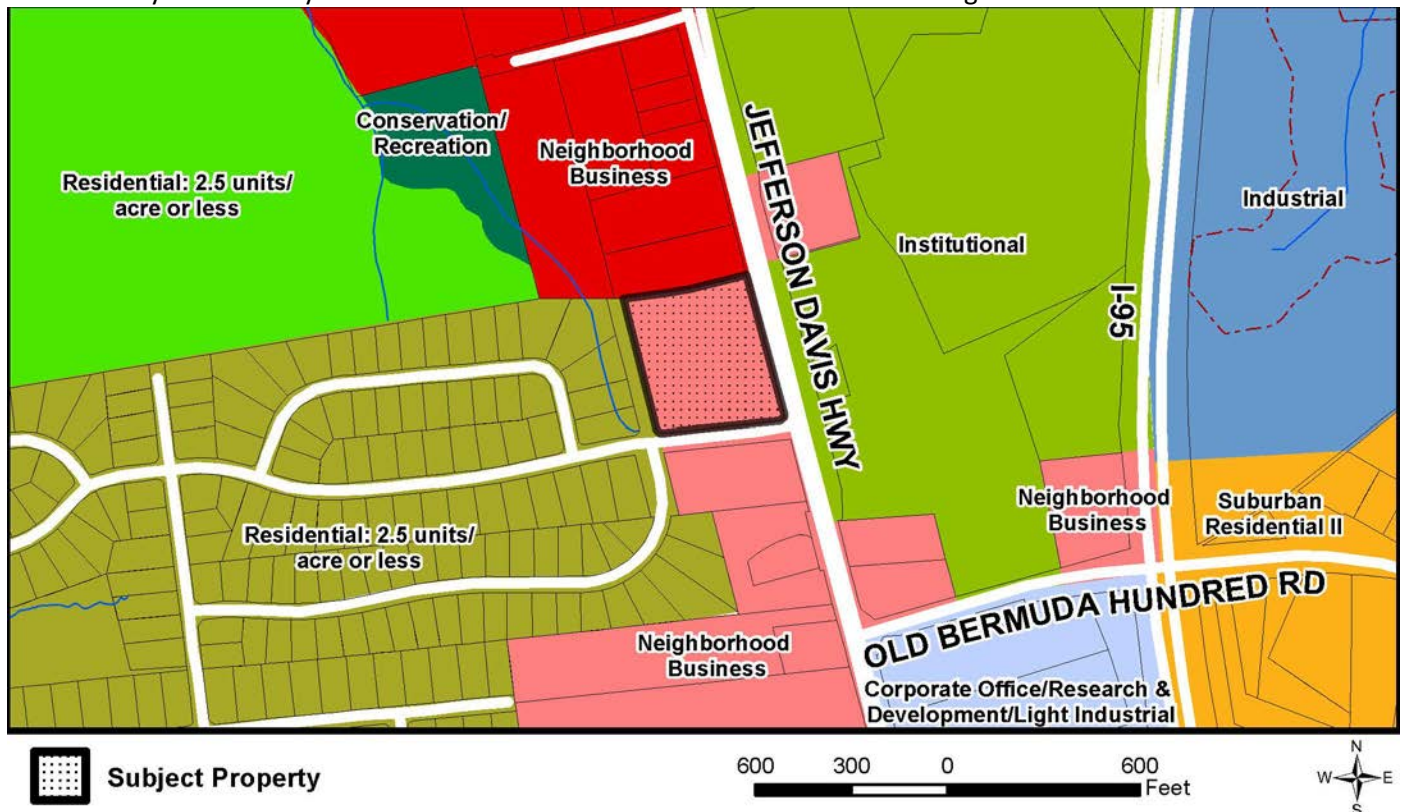 Conservation/
Recreation
Neighborhood
Business
Residential: 2.5 units/
acre or less
JEFFERSON DAVIS HWY
Industrial
Institutional
I-95
Neighborhood
Business
Suburban
Residential II
Residential: 2.5 units/
acre or less
OLD BERMUDA HUNDRED RD
Neighborhood
Business
Corporate Office/Research &
Development/Light Industrial
Subject Property
600 300 0 600
Feet
N
W E
S